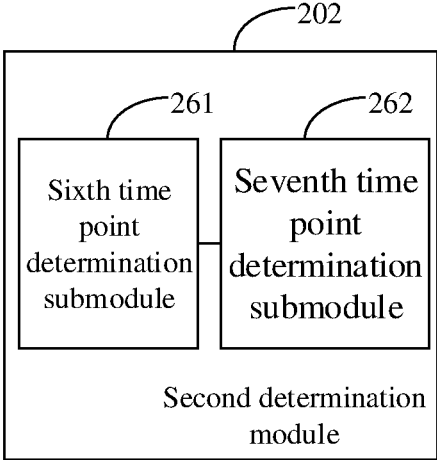 202
261
262
Sixth time
point
determination
submodule
Seventh time
point
determination
submodule
Second determination
module